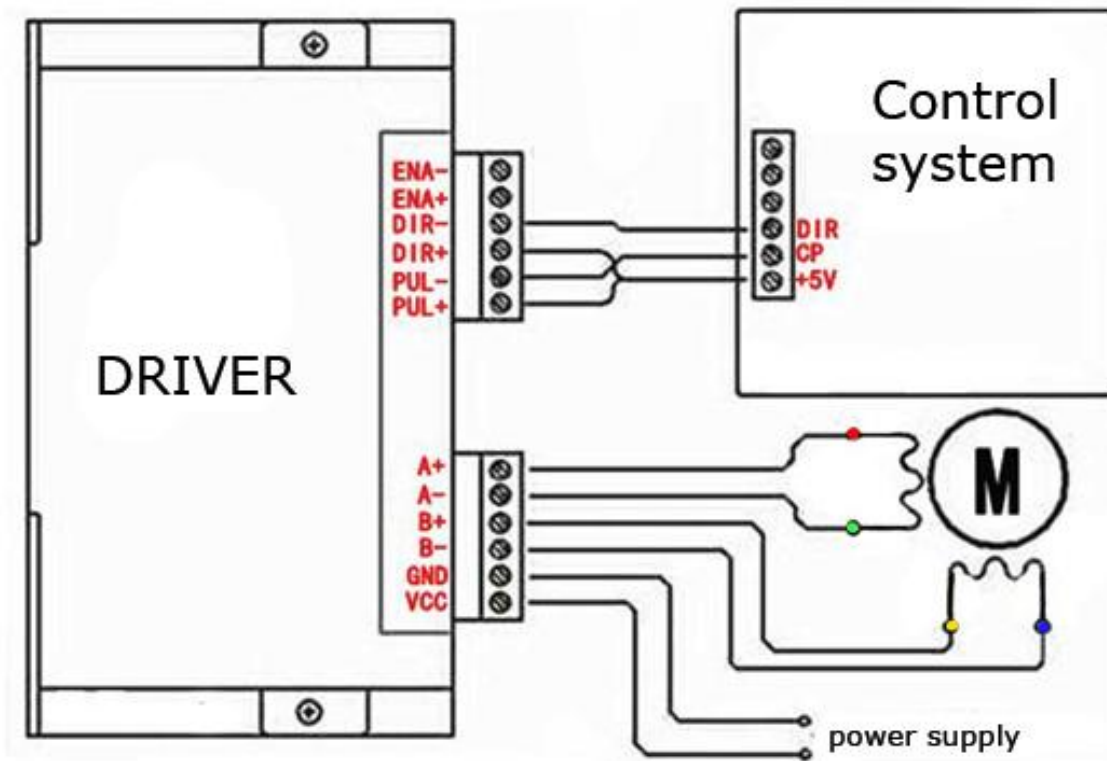 Control
system
ENA-
ENA+
DIR-
DIR+
PUL-
PUL+
DIR
CP
+5V
DRIVER
A+
A-
B+
B-
GND
VCC
M
power supply